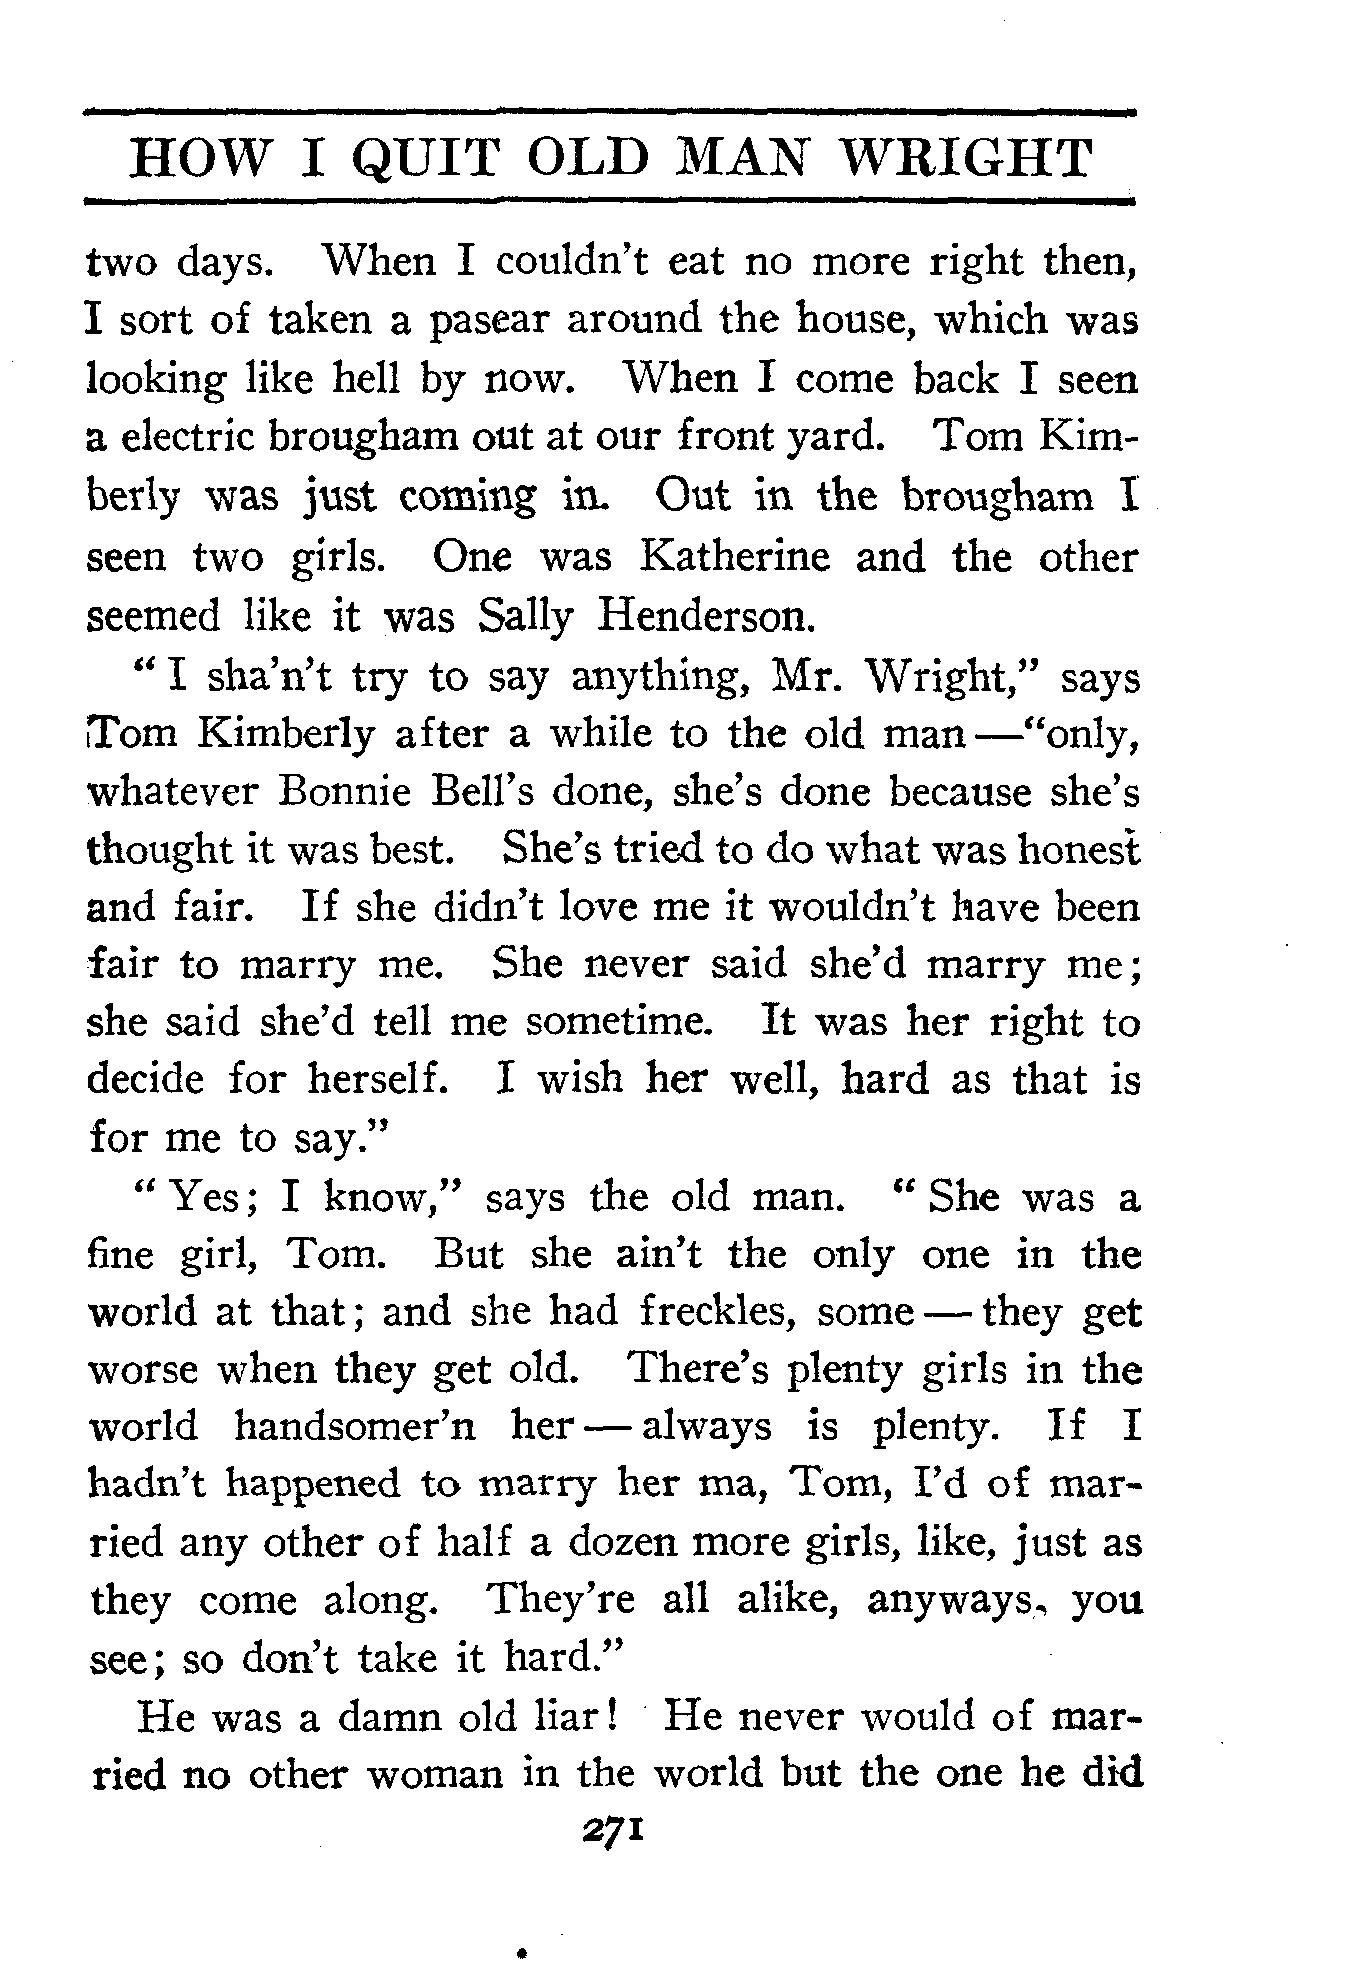 HOW I QUIT OLD MAN WRIGHT
two days. When I couldn't eat no more right then,
I sort of taken a pasear around the house, which was
looking like hell by now. When I come back I seen
a electric brougham out at our front yard. Tom Kim-
berly was just coming in. Out in the brougham I
seen two girls. One was Katherine and the other
seemed like it was Sally Henderson.
“ I sha'n't try to say anything, Mr. Wright,” says
Tom Kimberly after a while to the old man —“only,
whatever Bonnie Bell's done, she's done because she's
thought it was best. She's tried to do what was honest
and fair. If she didn't love me it wouldn't have been
fair to marry me. She never said she'd marry me;
she said she'd tell me sometime. It was her right to
decide for herself. I wish her well, hard as that is
for me to say.”
“ Yes; I know,” says the old man. “ She was a
fine girl, Tom. But she ain't the only one in the
world at that; and she had freckles, some — they get
worse when they get old. There's plenty girls in the
world handsomer'n her — always is plenty. If I
hadn't happened to marry her ma, Tom, I'd of mar-
ried any other of half a dozen more girls, like, just as
they come along. They're all alike, anyways, you
see; so don't take it hard.”
He was a damn old liar! He never would of mar-
ried no other woman in the world but the one he did
271